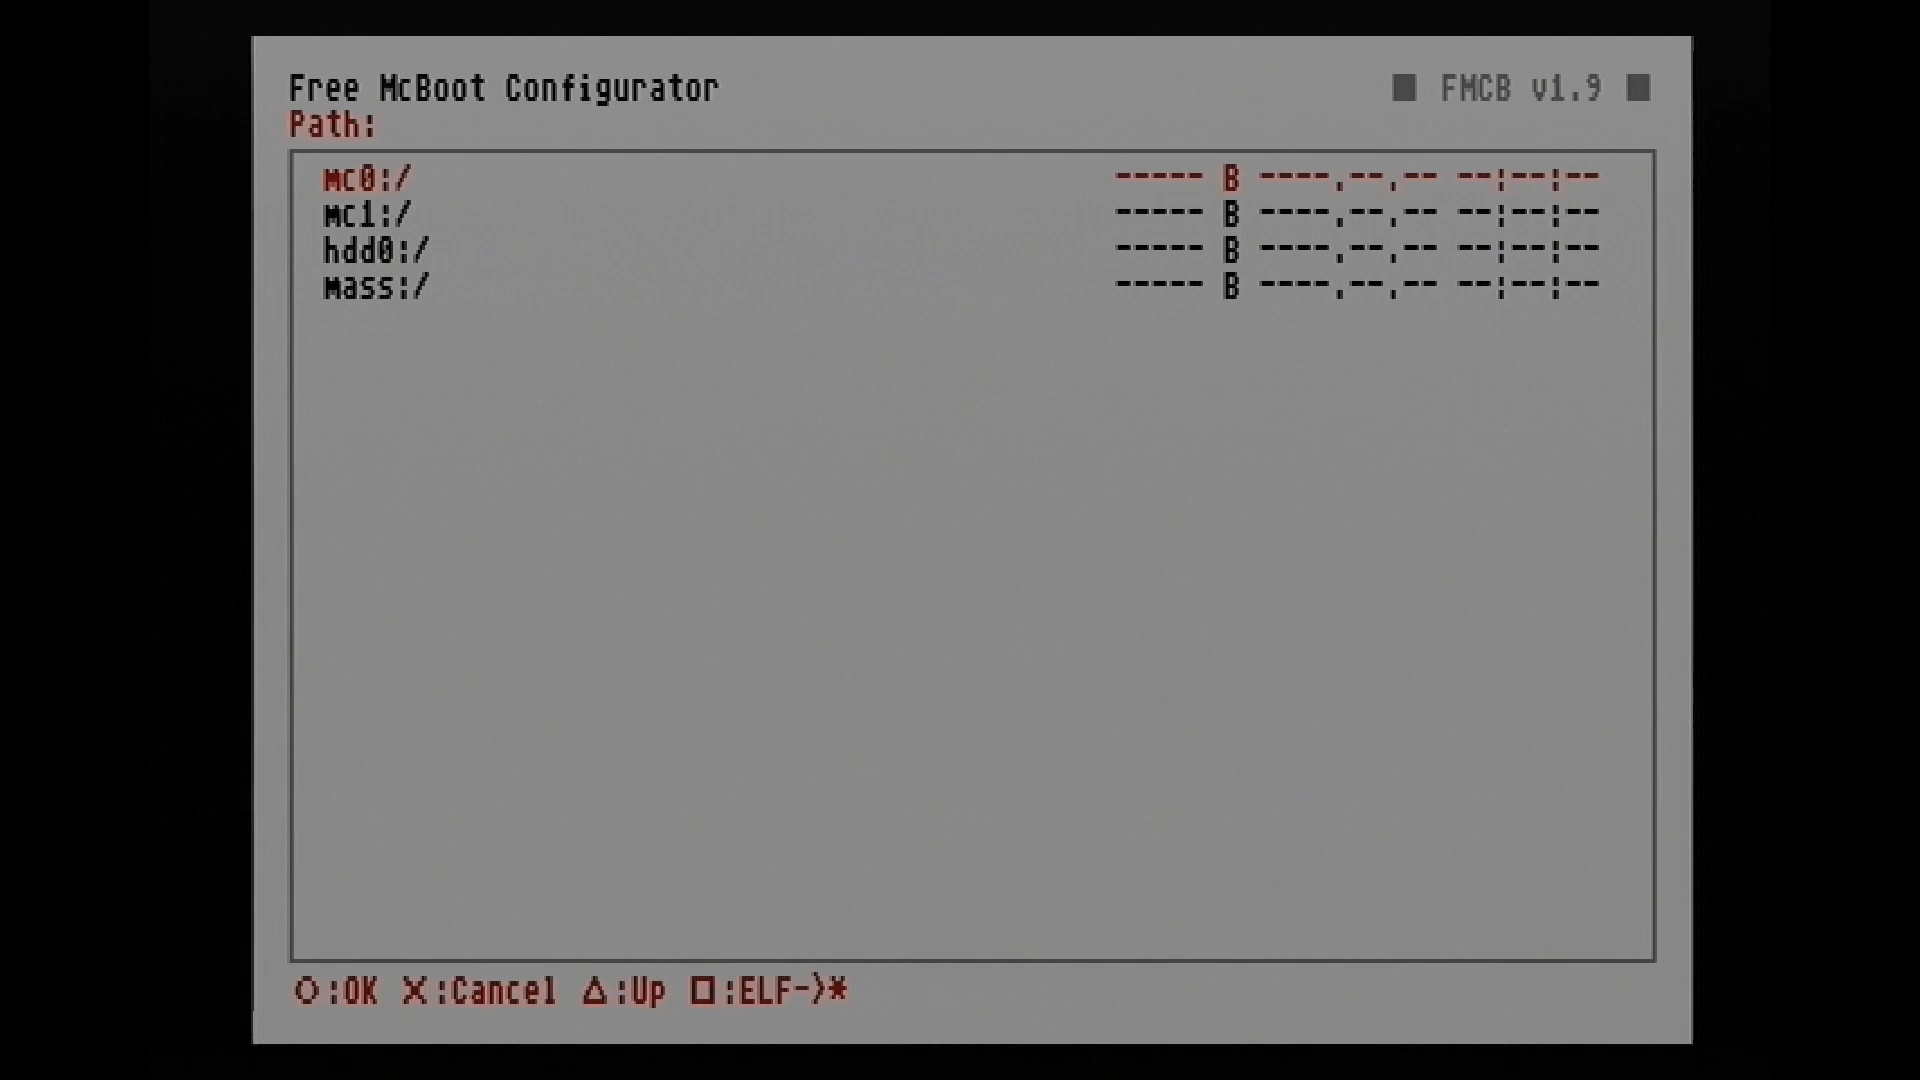 Free McBoot Configurator ■ FMCB v1.9 ■
Path:
mc0:/ ----- B ----.--.-- --:--:--
mc1:/ ----- B ----.--.-- --:--:--
hdd0:/ ----- B ----.--.-- --:--:--
mass:/ ----- B ----.--.-- --:--:--
○:OK ✕:Cancel △:Up □:ELF->*